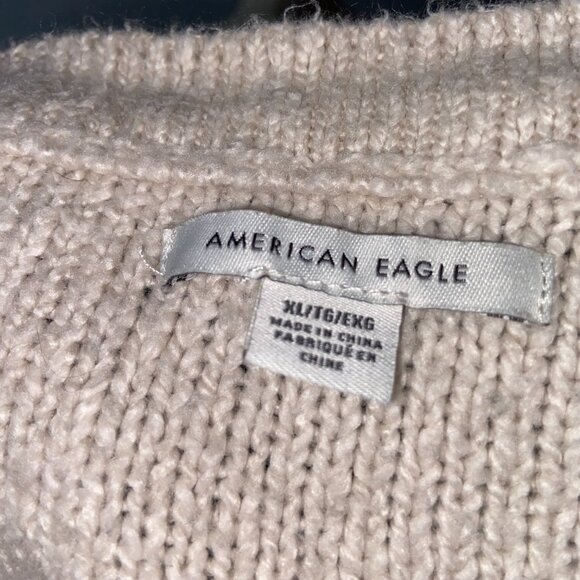 AMERICAN EAGLE
XL/TG/EXG
MADE IN CHINA
FABRIQUÉ EN
CHINE